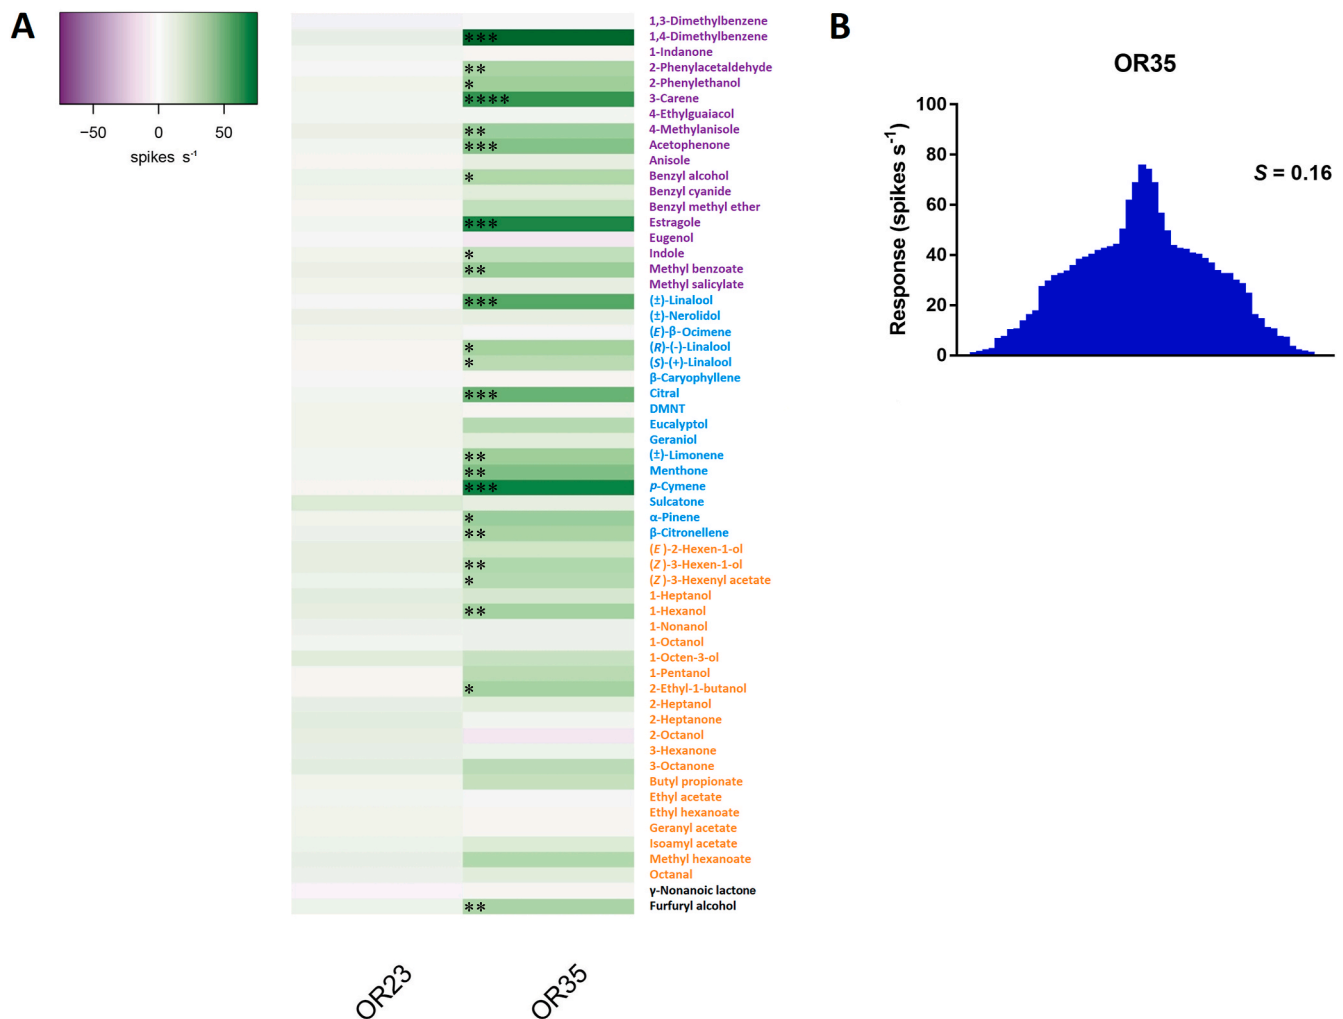 A
−50 0 50
spikes s⁻¹
1,3-Dimethylbenzene
*** 1,4-Dimethylbenzene
1-Indanone
** 2-Phenylacetaldehyde
* 2-Phenylethanol
**** 3-Carene
4-Ethylguaiacol
** 4-Methylanisole
*** Acetophenone
Anisole
* Benzyl alcohol
Benzyl cyanide
Benzyl methyl ether
*** Estragole
Eugenol
* Indole
** Methyl benzoate
Methyl salicylate
*** (±)-Linalool
(±)-Nerolidol
(E)-β-Ocimene
* (R)-(-)-Linalool
* (S)-(+)-Linalool
β-Caryophyllene
*** Citral
DMNT
Eucalyptol
Geraniol
** (±)-Limonene
** Menthone
*** p-Cymene
Sulcatone
* α-Pinene
** β-Citronellene
(E)-2-Hexen-1-ol
** (Z)-3-Hexen-1-ol
* (Z)-3-Hexenyl acetate
1-Heptanol
** 1-Hexanol
1-Nonanol
1-Octanol
1-Octen-3-ol
1-Pentanol
* 2-Ethyl-1-butanol
2-Heptanol
2-Heptanone
2-Octanol
3-Hexanone
3-Octanone
Butyl propionate
Ethyl acetate
Ethyl hexanoate
Geranyl acetate
Isoamyl acetate
Methyl hexanoate
Octanal
γ-Nonanoic lactone
** Furfuryl alcohol
OR23 OR35
B
OR35
Response (spikes s⁻¹)
100
80
60
40
20
0
S = 0.16